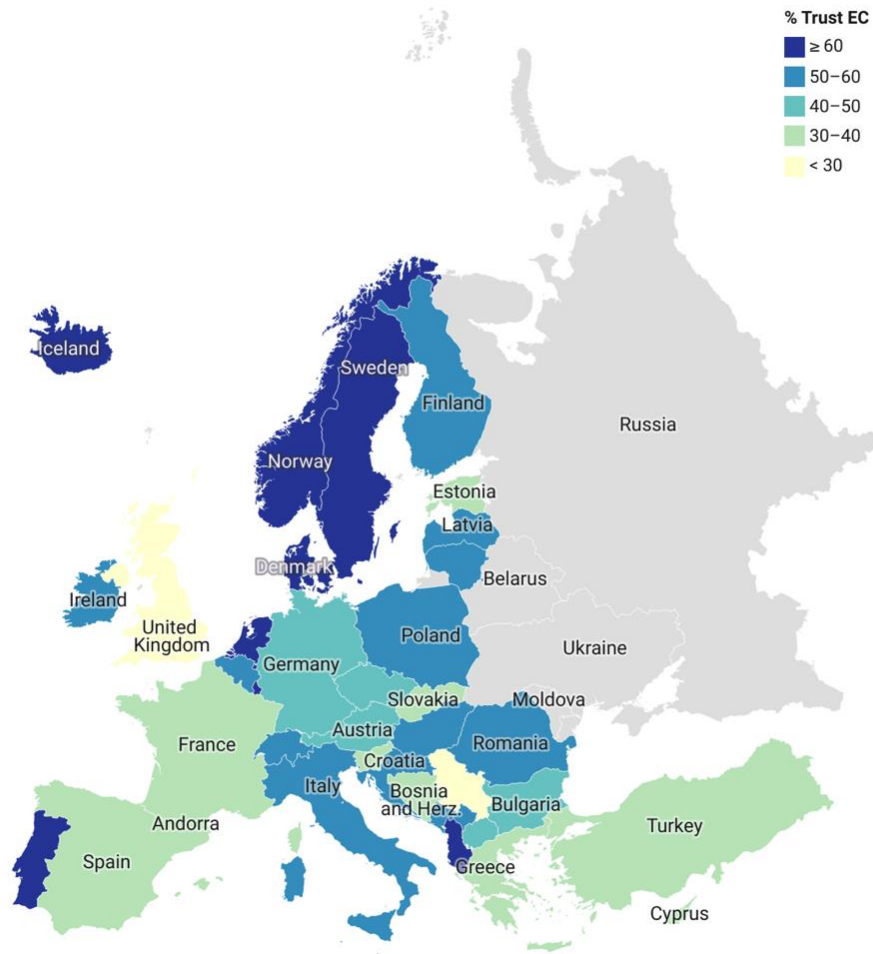 % Trust EC
≥ 60
50–60
40–50
30–40
< 30
Iceland
Sweden
Finland
Russia
Norway
Estonia
Latvia
Denmark
Belarus
Ireland
United
Kingdom
Poland
Ukraine
Germany
Slovakia
Moldova
Austria
France
Romania
Croatia
Italy
Bosnia
and Herz.
Bulgaria
Andorra
Turkey
Spain
Greece
Cyprus